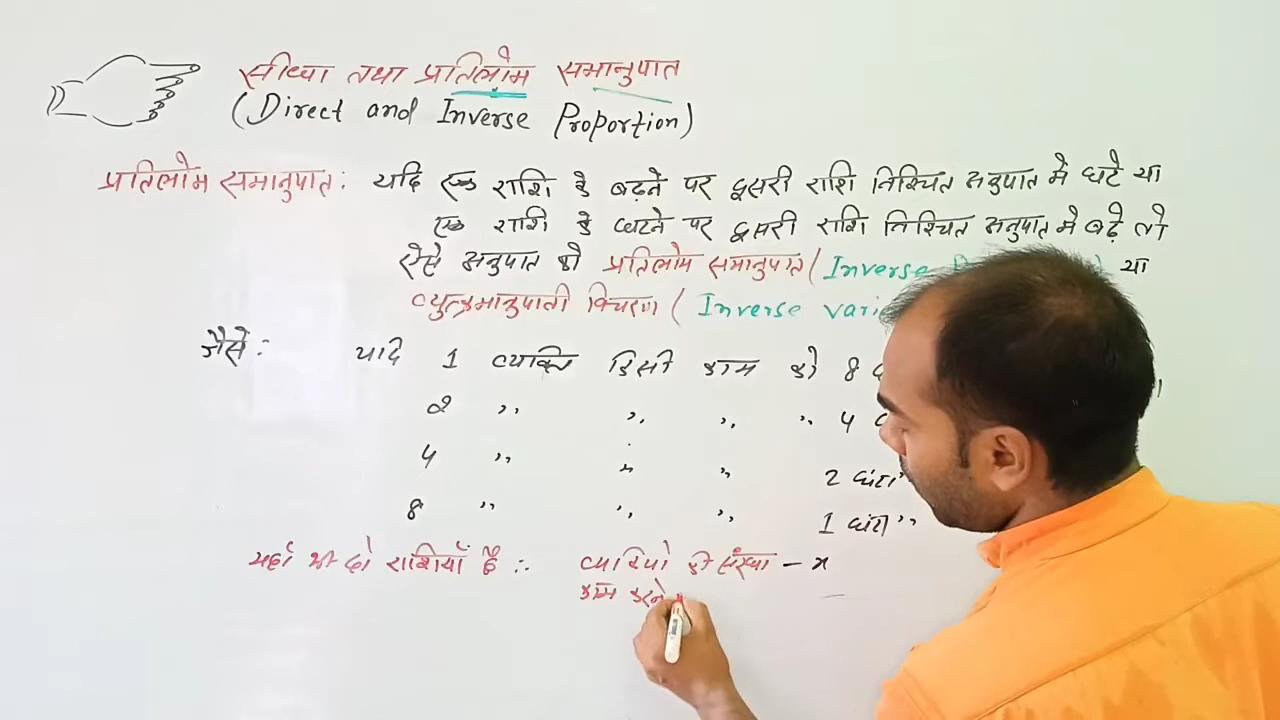 सीधा तथा प्रतिलोम समानुपात
(Direct and Inverse Proportion)
प्रतिलोम समानुपात: यदि एक राशि के बढ़ने पर दूसरी राशि निश्चित अनुपात में घटे या
एक राशि के घटने पर दूसरी राशि निश्चित अनुपात में बढ़े तो
ऐसे अनुपात को प्रतिलोम समानुपात (Inverse या
व्युत्क्रमानुपाती विचरण (Inverse
जैसे: यदि 1 व्यक्ति किसी काम को 8
2 ,, ,, ,, ,, 4
4 ,, ,, ,, 2 घंटा
8 ,, ,, ,, 1 घंटा ,,
यहाँ भी दो राशियाँ हैं :. व्यक्तियों की संख्या - x
काम करने